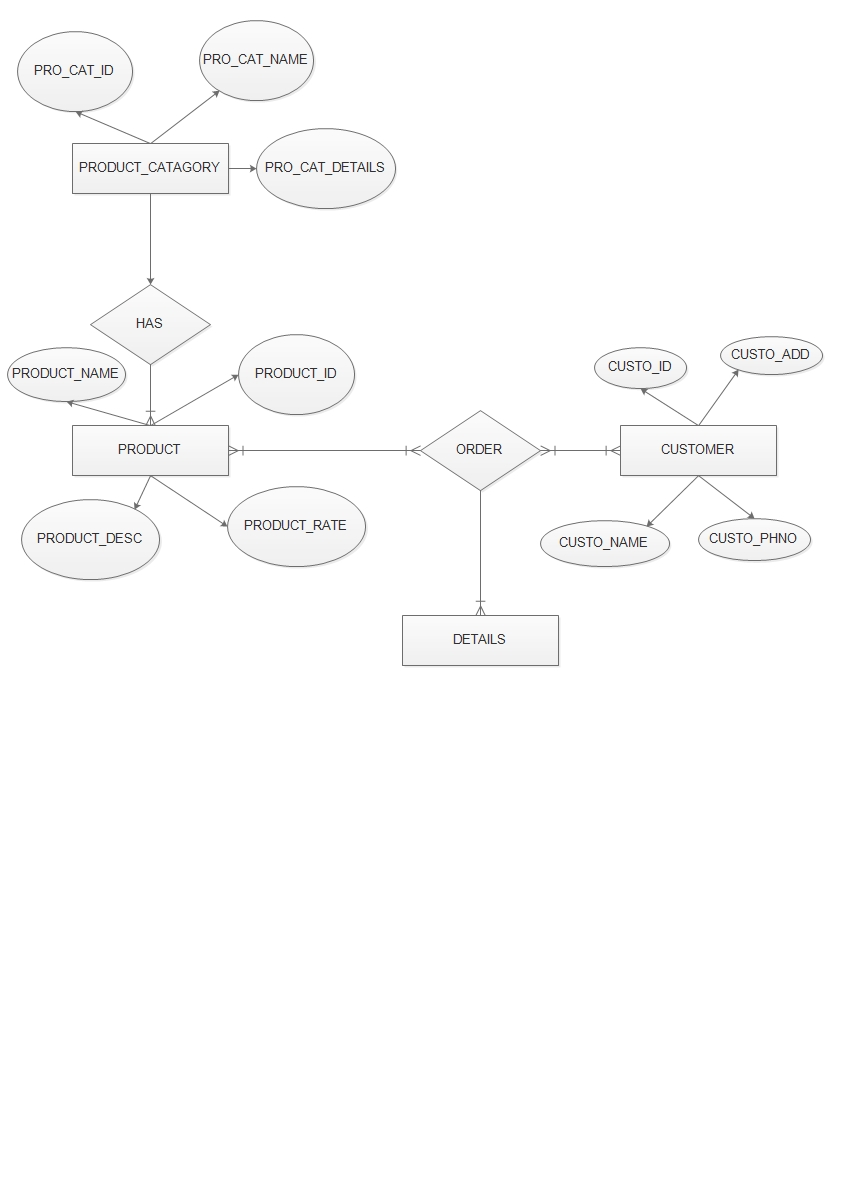 PRO_CAT_ID
PRO_CAT_NAME
PRODUCT_CATAGORY
PRO_CAT_DETAILS
HAS
PRODUCT_NAME
PRODUCT_ID
CUSTO_ID
CUSTO_ADD
PRODUCT
ORDER
CUSTOMER
PRODUCT_DESC
PRODUCT_RATE
CUSTO_NAME
CUSTO_PHNO
DETAILS